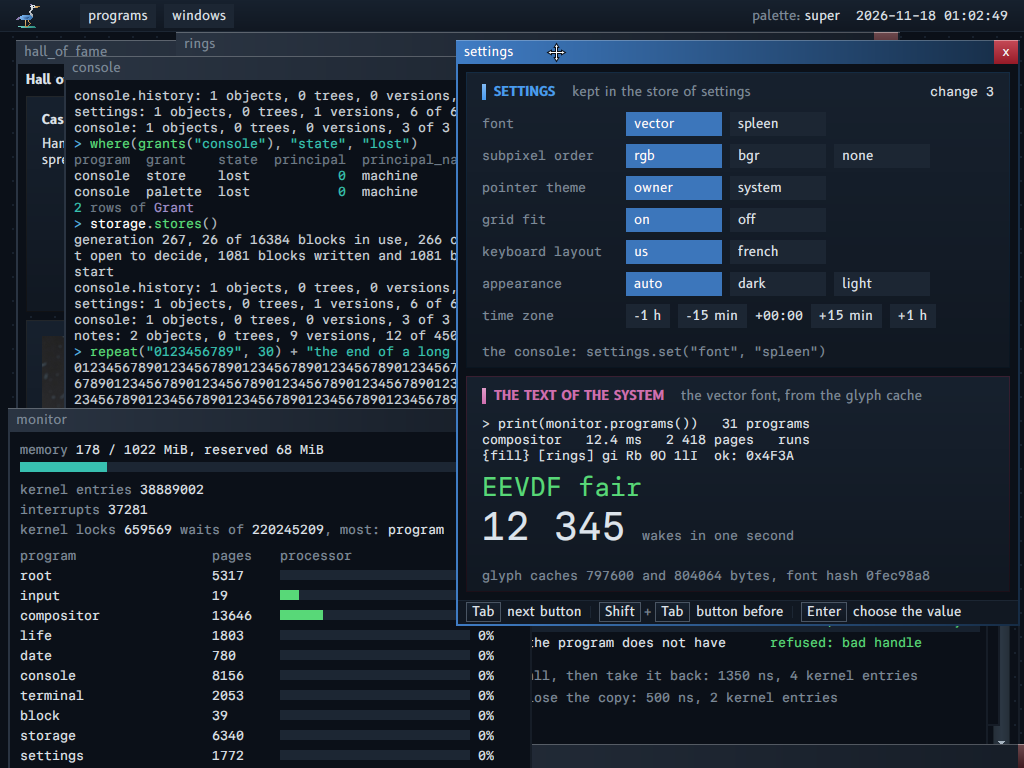 programs windows palette: super 2026-11-18 01:02:49
rings
hall_of_fame
Hall o
Cas
Han
spre
console
console.history: 1 objects, 0 trees, 0 versions,
settings: 1 objects, 0 trees, 1 versions, 6 of 6
console: 1 objects, 0 trees, 0 versions, 3 of 3
> where(grants("console"), "state", "lost")
program grant state principal principal_na
console store lost 0 machine
console palette lost 0 machine
2 rows of Grant
> storage.stores()
generation 267, 26 of 16384 blocks in use, 266 c
t open to decide, 1081 blocks written and 1081 b
start
console.history: 1 objects, 0 trees, 0 versions,
settings: 1 objects, 0 trees, 1 versions, 6 of 6
console: 1 objects, 0 trees, 0 versions, 3 of 3
notes: 2 objects, 0 trees, 9 versions, 12 of 450
> repeat("0123456789", 30) + "the end of a long
012345678901234567890123456789012345678901234567
678901234567890123456789012345678901234567890123
234567890123456789012345678901234567890123456789
settings x
SETTINGS kept in the store of settings change 3
font vector spleen
subpixel order rgb bgr none
pointer theme owner system
grid fit on off
keyboard layout us french
appearance auto dark light
time zone -1 h -15 min +00:00 +15 min +1 h
the console: settings.set("font", "spleen")
THE TEXT OF THE SYSTEM the vector font, from the glyph cache
> print(monitor.programs()) 31 programs
compositor 12.4 ms 2 418 pages runs
{fill} [rings] gi Rb 0O 1lI ok: 0x4F3A
EEVDF fair
12 345 wakes in one second
glyph caches 797600 and 804064 bytes, font hash 0fec98a8
Tab next button Shift + Tab button before Enter choose the value
monitor
memory 178 / 1022 MiB, reserved 68 MiB
kernel entries 38889002
interrupts 37281
kernel locks 659569 waits of 220245209, most: program
program pages processor
root 5317
input 19
compositor 13646
life 1803 0%
date 780 0%
console 8156 0%
terminal 2053 0%
block 39 0%
storage 6340 0%
settings 1772 0%
the program does not have refused: bad handle
all, then take it back: 1350 ns, 4 kernel entries
lose the copy: 500 ns, 2 kernel entries